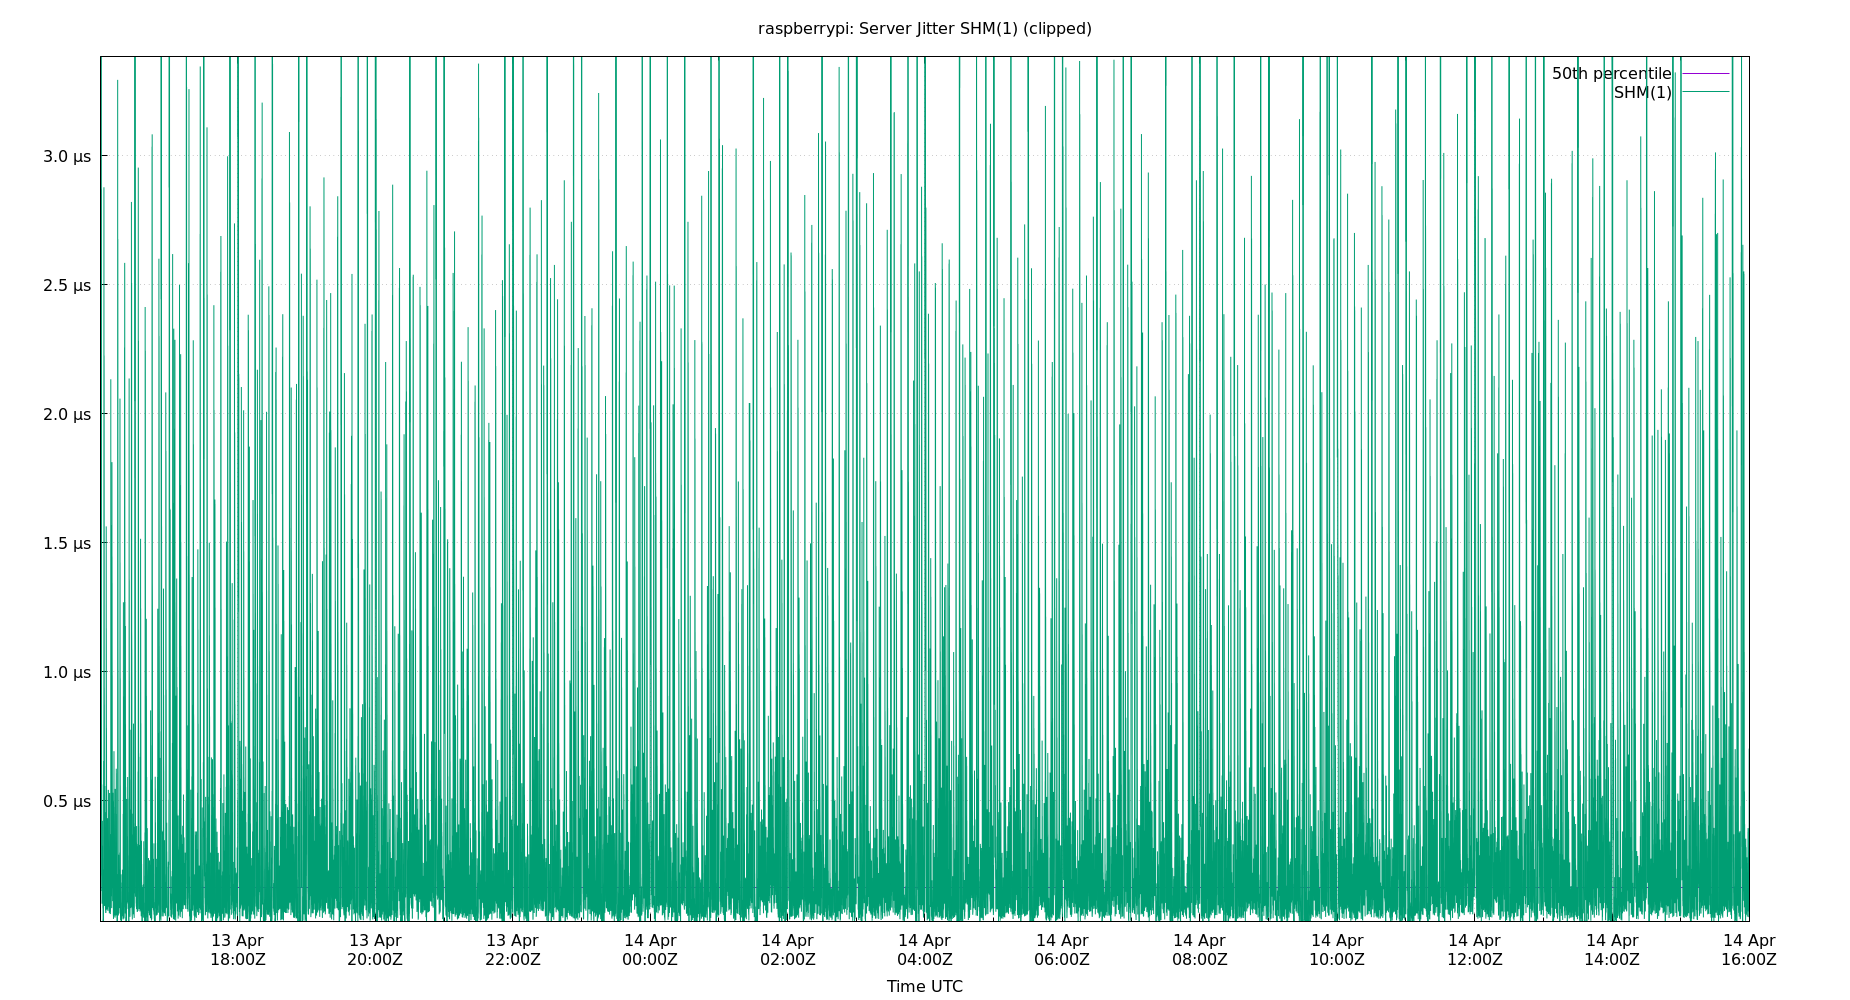 raspberrypi: Server Jitter SHM(1) (clipped)
50th percentile
SHM(1)
3.0 µs
2.5 µs
2.0 µs
1.5 µs
1.0 µs
0.5 µs
13 Apr 13 Apr 13 Apr 14 Apr 14 Apr 14 Apr 14 Apr 14 Apr 14 Apr 14 Apr 14 Apr 14 Apr
18:00Z 20:00Z 22:00Z 00:00Z 02:00Z 04:00Z 06:00Z 08:00Z 10:00Z 12:00Z 14:00Z 16:00Z
Time UTC